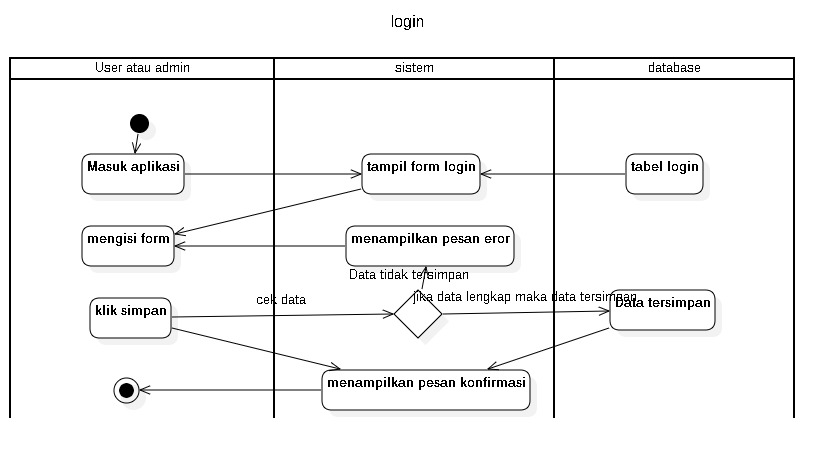 login
User atau admin
sistem
database
Masuk aplikasi
tampil form login
tabel login
mengisi form
menampilkan pesan eror
Data tidak tersimpan
cek data
jika data lengkap maka data tersimpan
klik simpan
Data tersimpan
menampilkan pesan konfirmasi